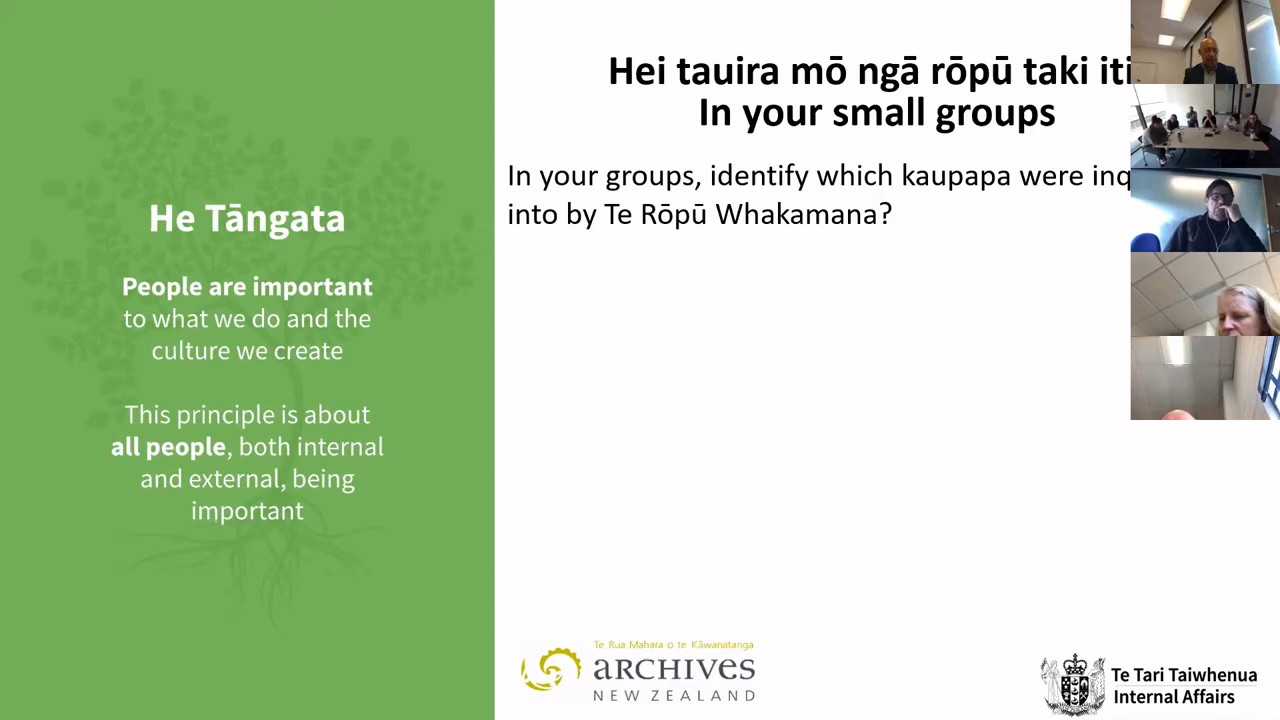 He Tāngata
People are important
to what we do and the
culture we create
This principle is about
all people, both internal
and external, being
important
Hei tauira mō ngā rōpū taki iti
In your small groups
In your groups, identify which kaupapa were inq
into by Te Rōpū Whakamana?
Te Rua Mahara o te Kāwanatanga
ARCHIVES
NEW ZEALAND
Te Tari Taiwhenua
Internal Affairs